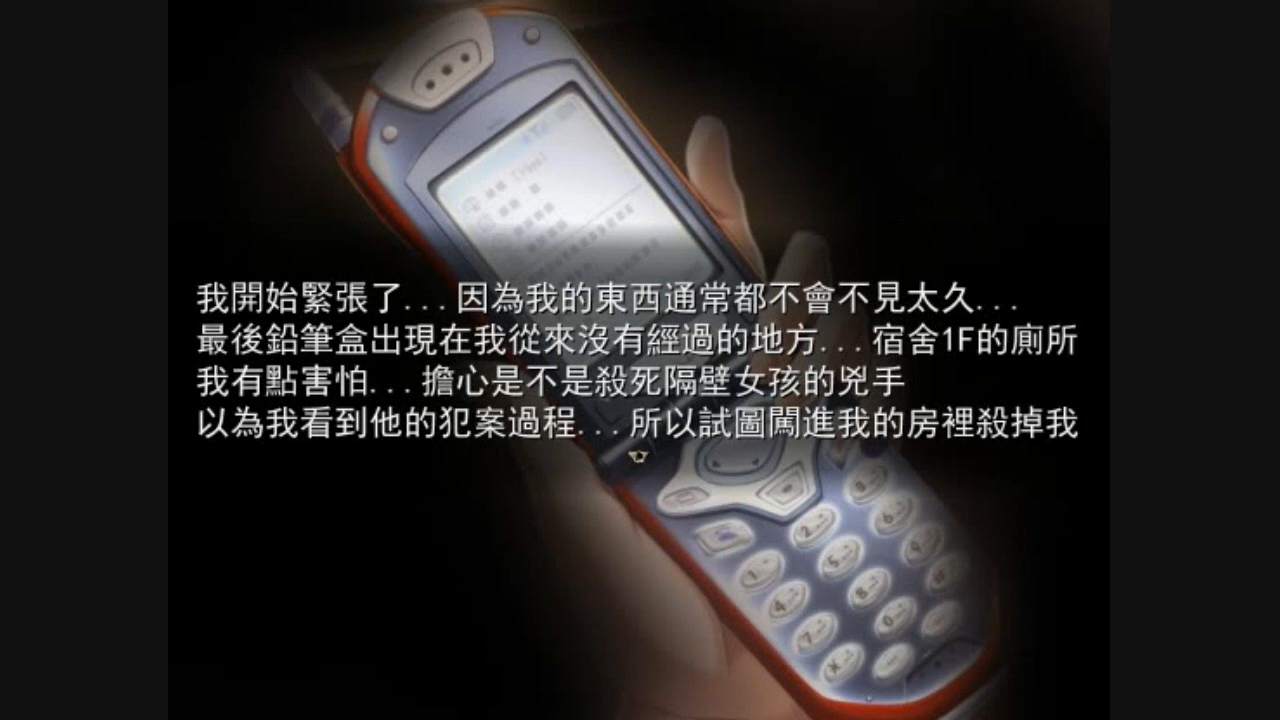 我開始緊張了...因為我的東西通常都不會不見太久...
最後鉛筆盒出現在我從來沒有經過的地方...宿舍1F的廁所
我有點害怕...擔心是不是殺死隔壁女孩的兇手
以為我看到他的犯案過程...所以試圖闖進我的房裡殺掉我